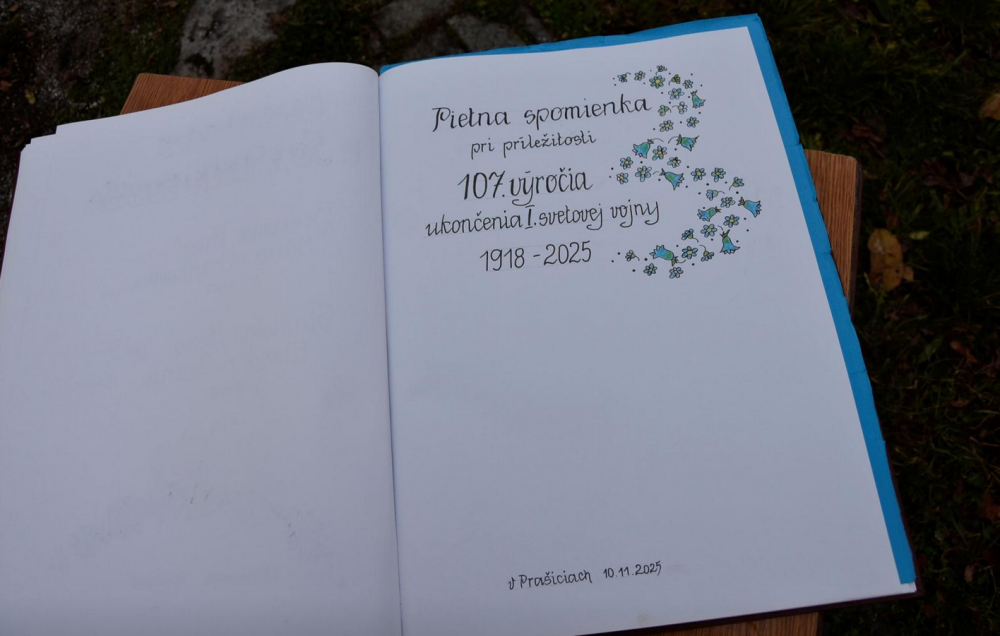 Pietna spomienka
pri príležitosti
107. výročia
ukončenia I. svetovej vojny
1918 - 2025
v Prašiciach 10.11.2025